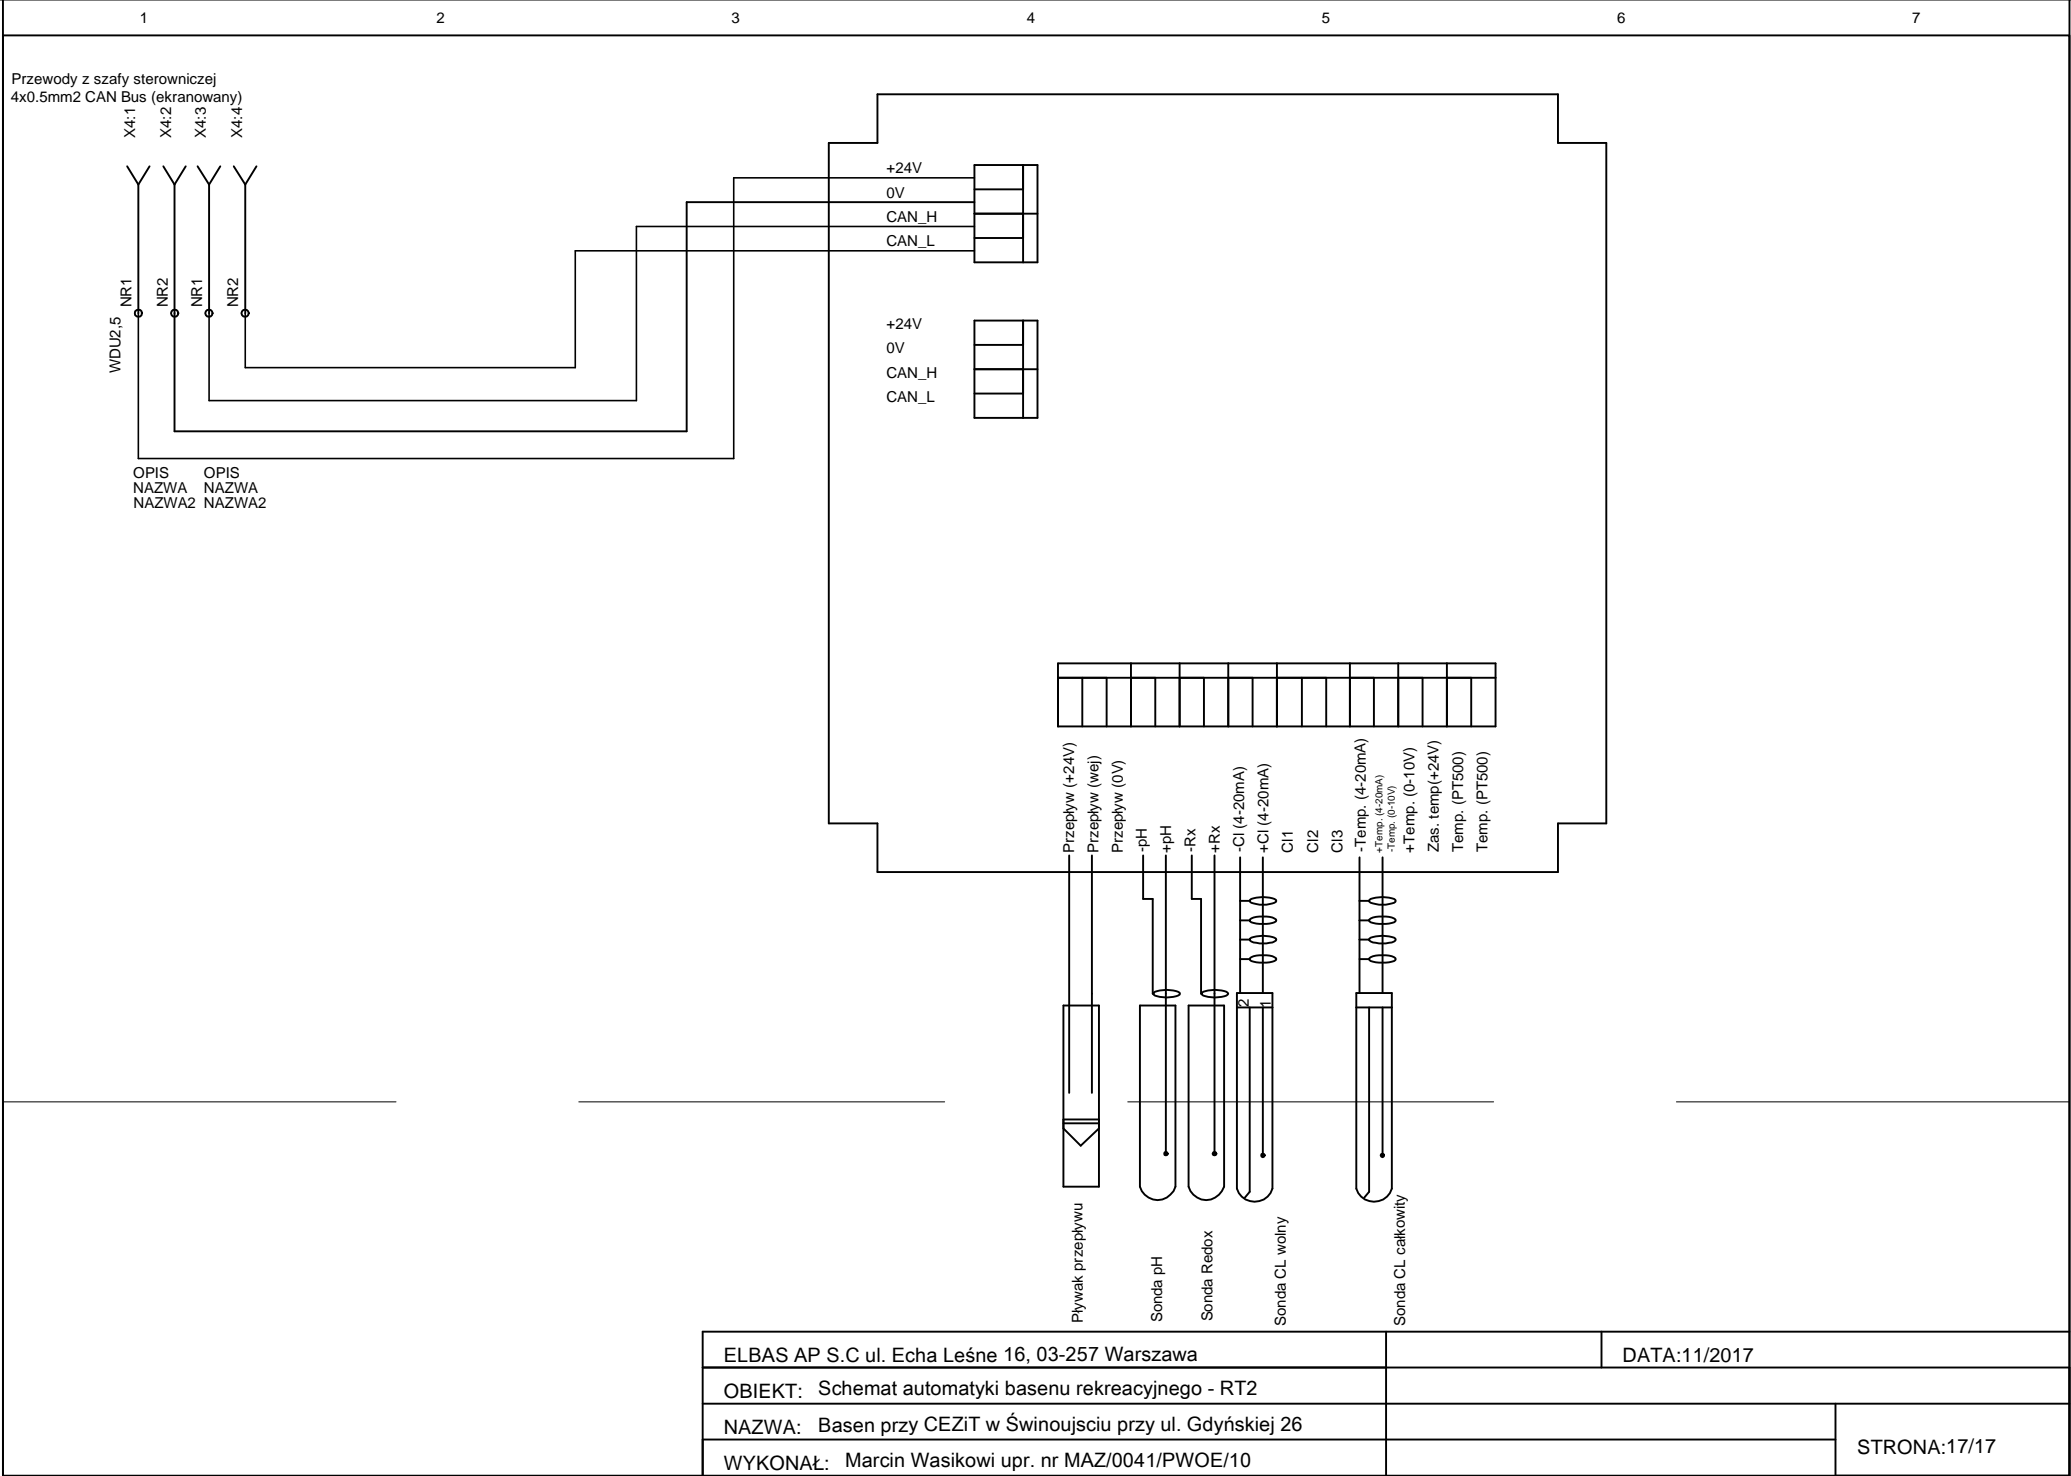 1 2 3 4 5 6 7
Przewody z szafy sterowniczej
4x0.5mm2 CAN Bus (ekranowany)
X4:1
X4:2
X4:3
X4:4
NR1
NR2
NR1
NR2
WDU2,5
OPIS
NAZWA
NAZWA2
OPIS
NAZWA
NAZWA2
+24V
0V
CAN_H
CAN_L
+24V
0V
CAN_H
CAN_L
Przepływ (+24V)
Przepływ (wej)
Przepływ (0V)
-pH
+pH
-Rx
+Rx
-Cl (4-20mA)
+Cl (4-20mA)
Cl1
Cl2
Cl3
-Temp. (4-20mA)
+Temp. (4-20mA)
-Temp. (0-10V)
+Temp. (0-10V)
Zas. temp(+24V)
Temp. (PT500)
Temp. (PT500)
2
1
Pływak przepływu
Sonda pH
Sonda Redox
Sonda CL wolny
Sonda CL całkowity
ELBAS AP S.C ul. Echa Leśne 16, 03-257 Warszawa
DATA:11/2017
OBIEKT: Schemat automatyki basenu rekreacyjnego - RT2
NAZWA: Basen przy CEZiT w Świnoujsciu przy ul. Gdyńskiej 26
WYKONAŁ: Marcin Wasikowi upr. nr MAZ/0041/PWOE/10
STRONA:17/17